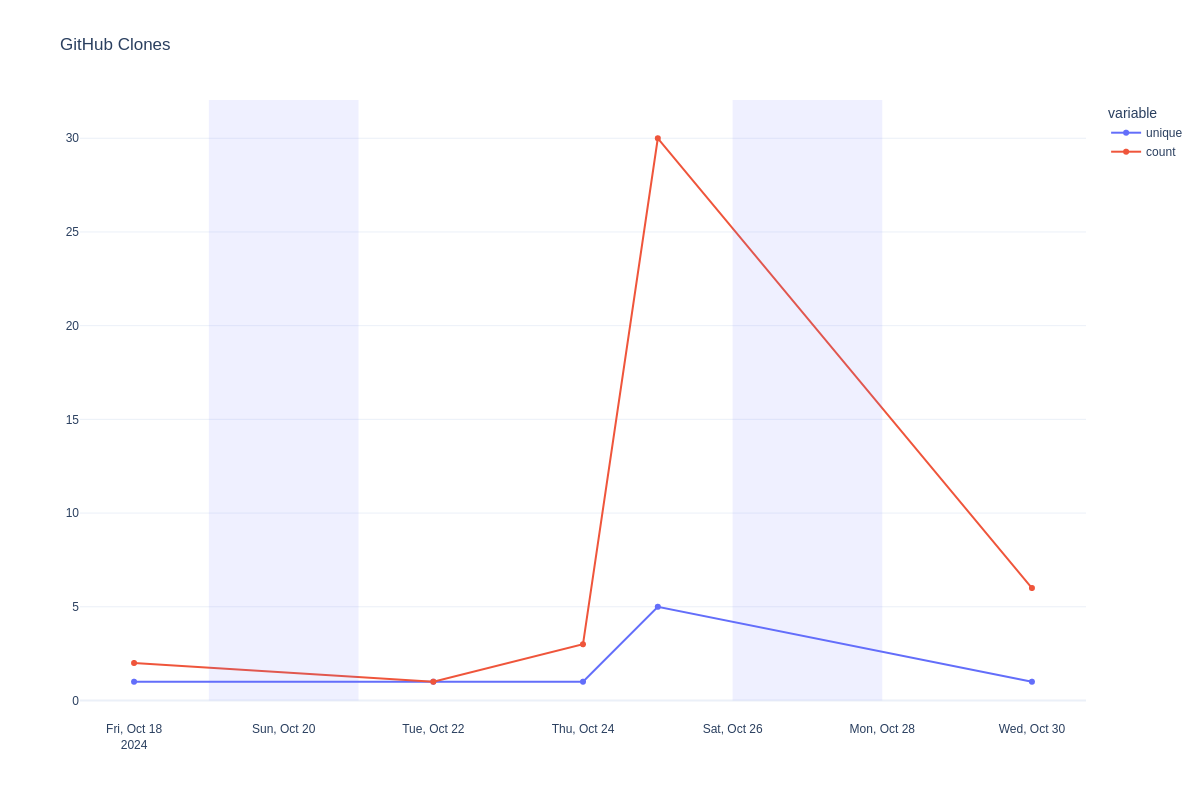 GitHub Clones
variable
unique
count
30
25
20
15
10
5
0
Fri, Oct 18
2024
Sun, Oct 20
Tue, Oct 22
Thu, Oct 24
Sat, Oct 26
Mon, Oct 28
Wed, Oct 30